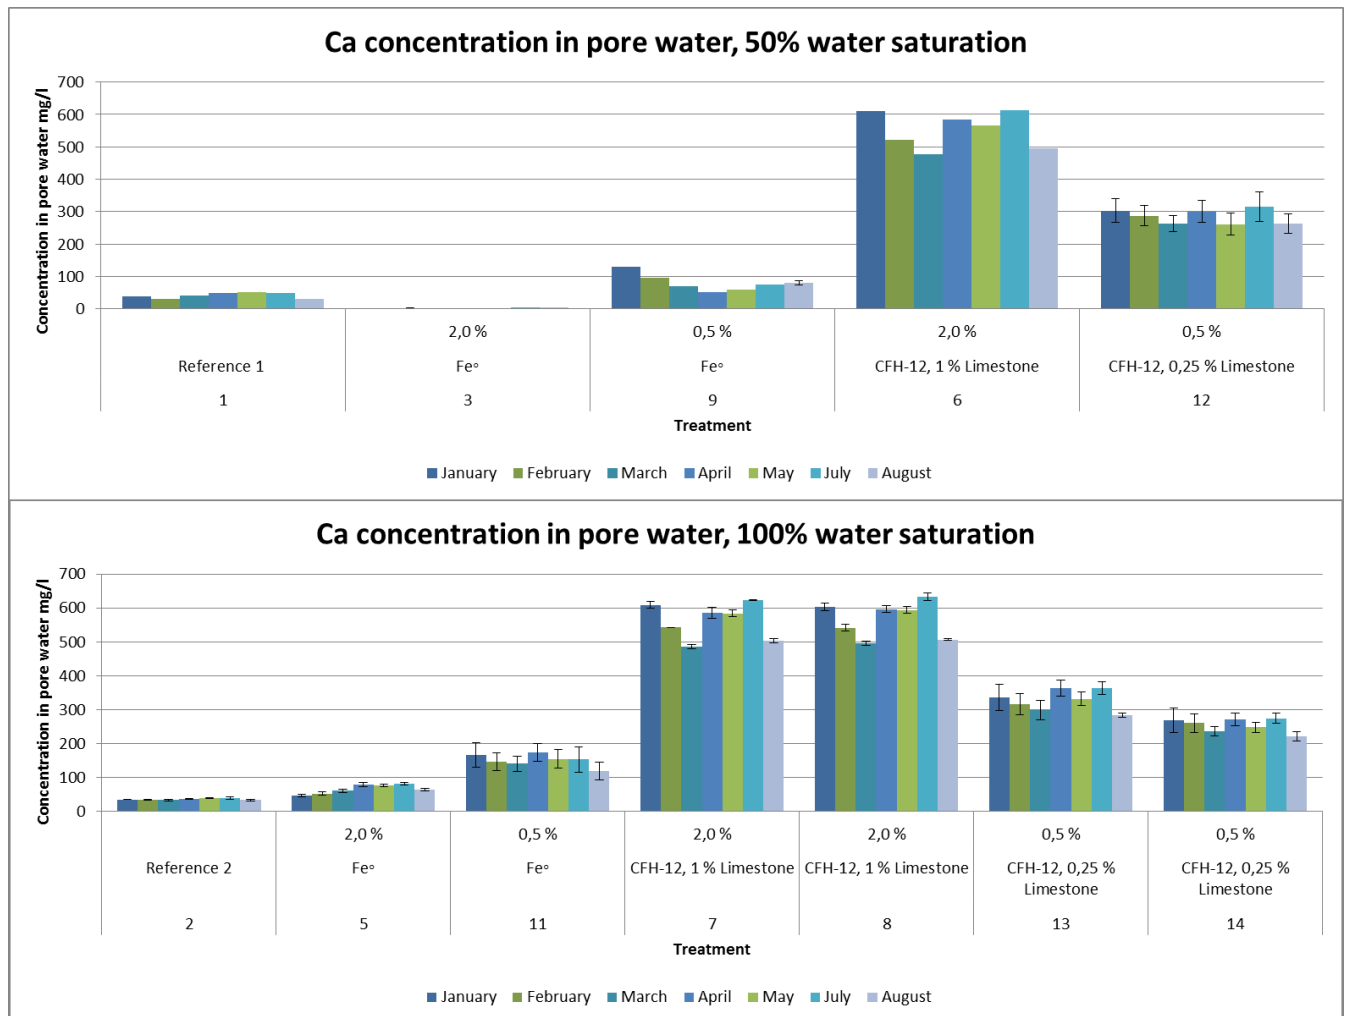 Ca concentration in pore water, 50% water saturation
Concentration in pore water mg/l
700
600
500
400
300
200
100
0
2,0 % 0,5 % 2,0 % 0,5 %
Reference 1 Fe° Fe° CFH-12, 1 % Limestone CFH-12, 0,25 % Limestone
1 3 9 6 12
Treatment
January February March April May July August
Ca concentration in pore water, 100% water saturation
Concentration in pore water mg/l
700
600
500
400
300
200
100
0
2,0 % 0,5 % 2,0 % 2,0 % 0,5 % 0,5 %
Reference 2 Fe° Fe° CFH-12, 1 % Limestone CFH-12, 1 % Limestone CFH-12, 0,25 % CFH-12, 0,25 %
Limestone Limestone
2 5 11 7 8 13 14
Treatment
January February March April May July August